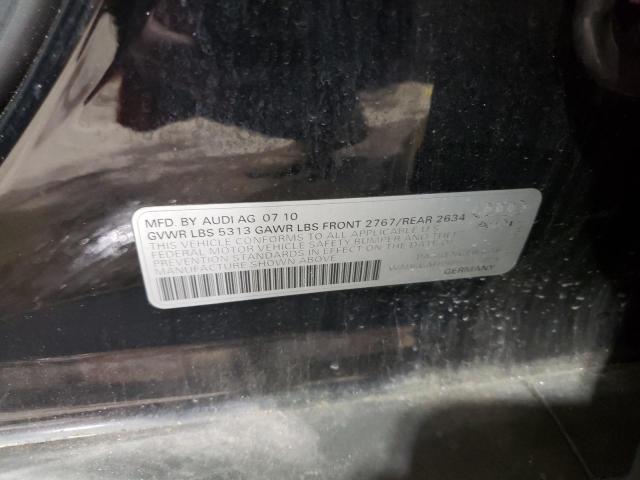 MFD. BY AUDI AG 07 10
GVWR LBS 5313 GAWR LBS FRONT 2767/REAR 2634
THIS VEHICLE CONFORMS TO ALL APPLICABLE U.S.
FEDERAL MOTOR VEHICLE SAFETY BUMPER AND THEFT
PREVENTION STANDARDS IN EFFECT ON THE DATE OF
MANUFACTURE SHOWN ABOVE.
GERMANY